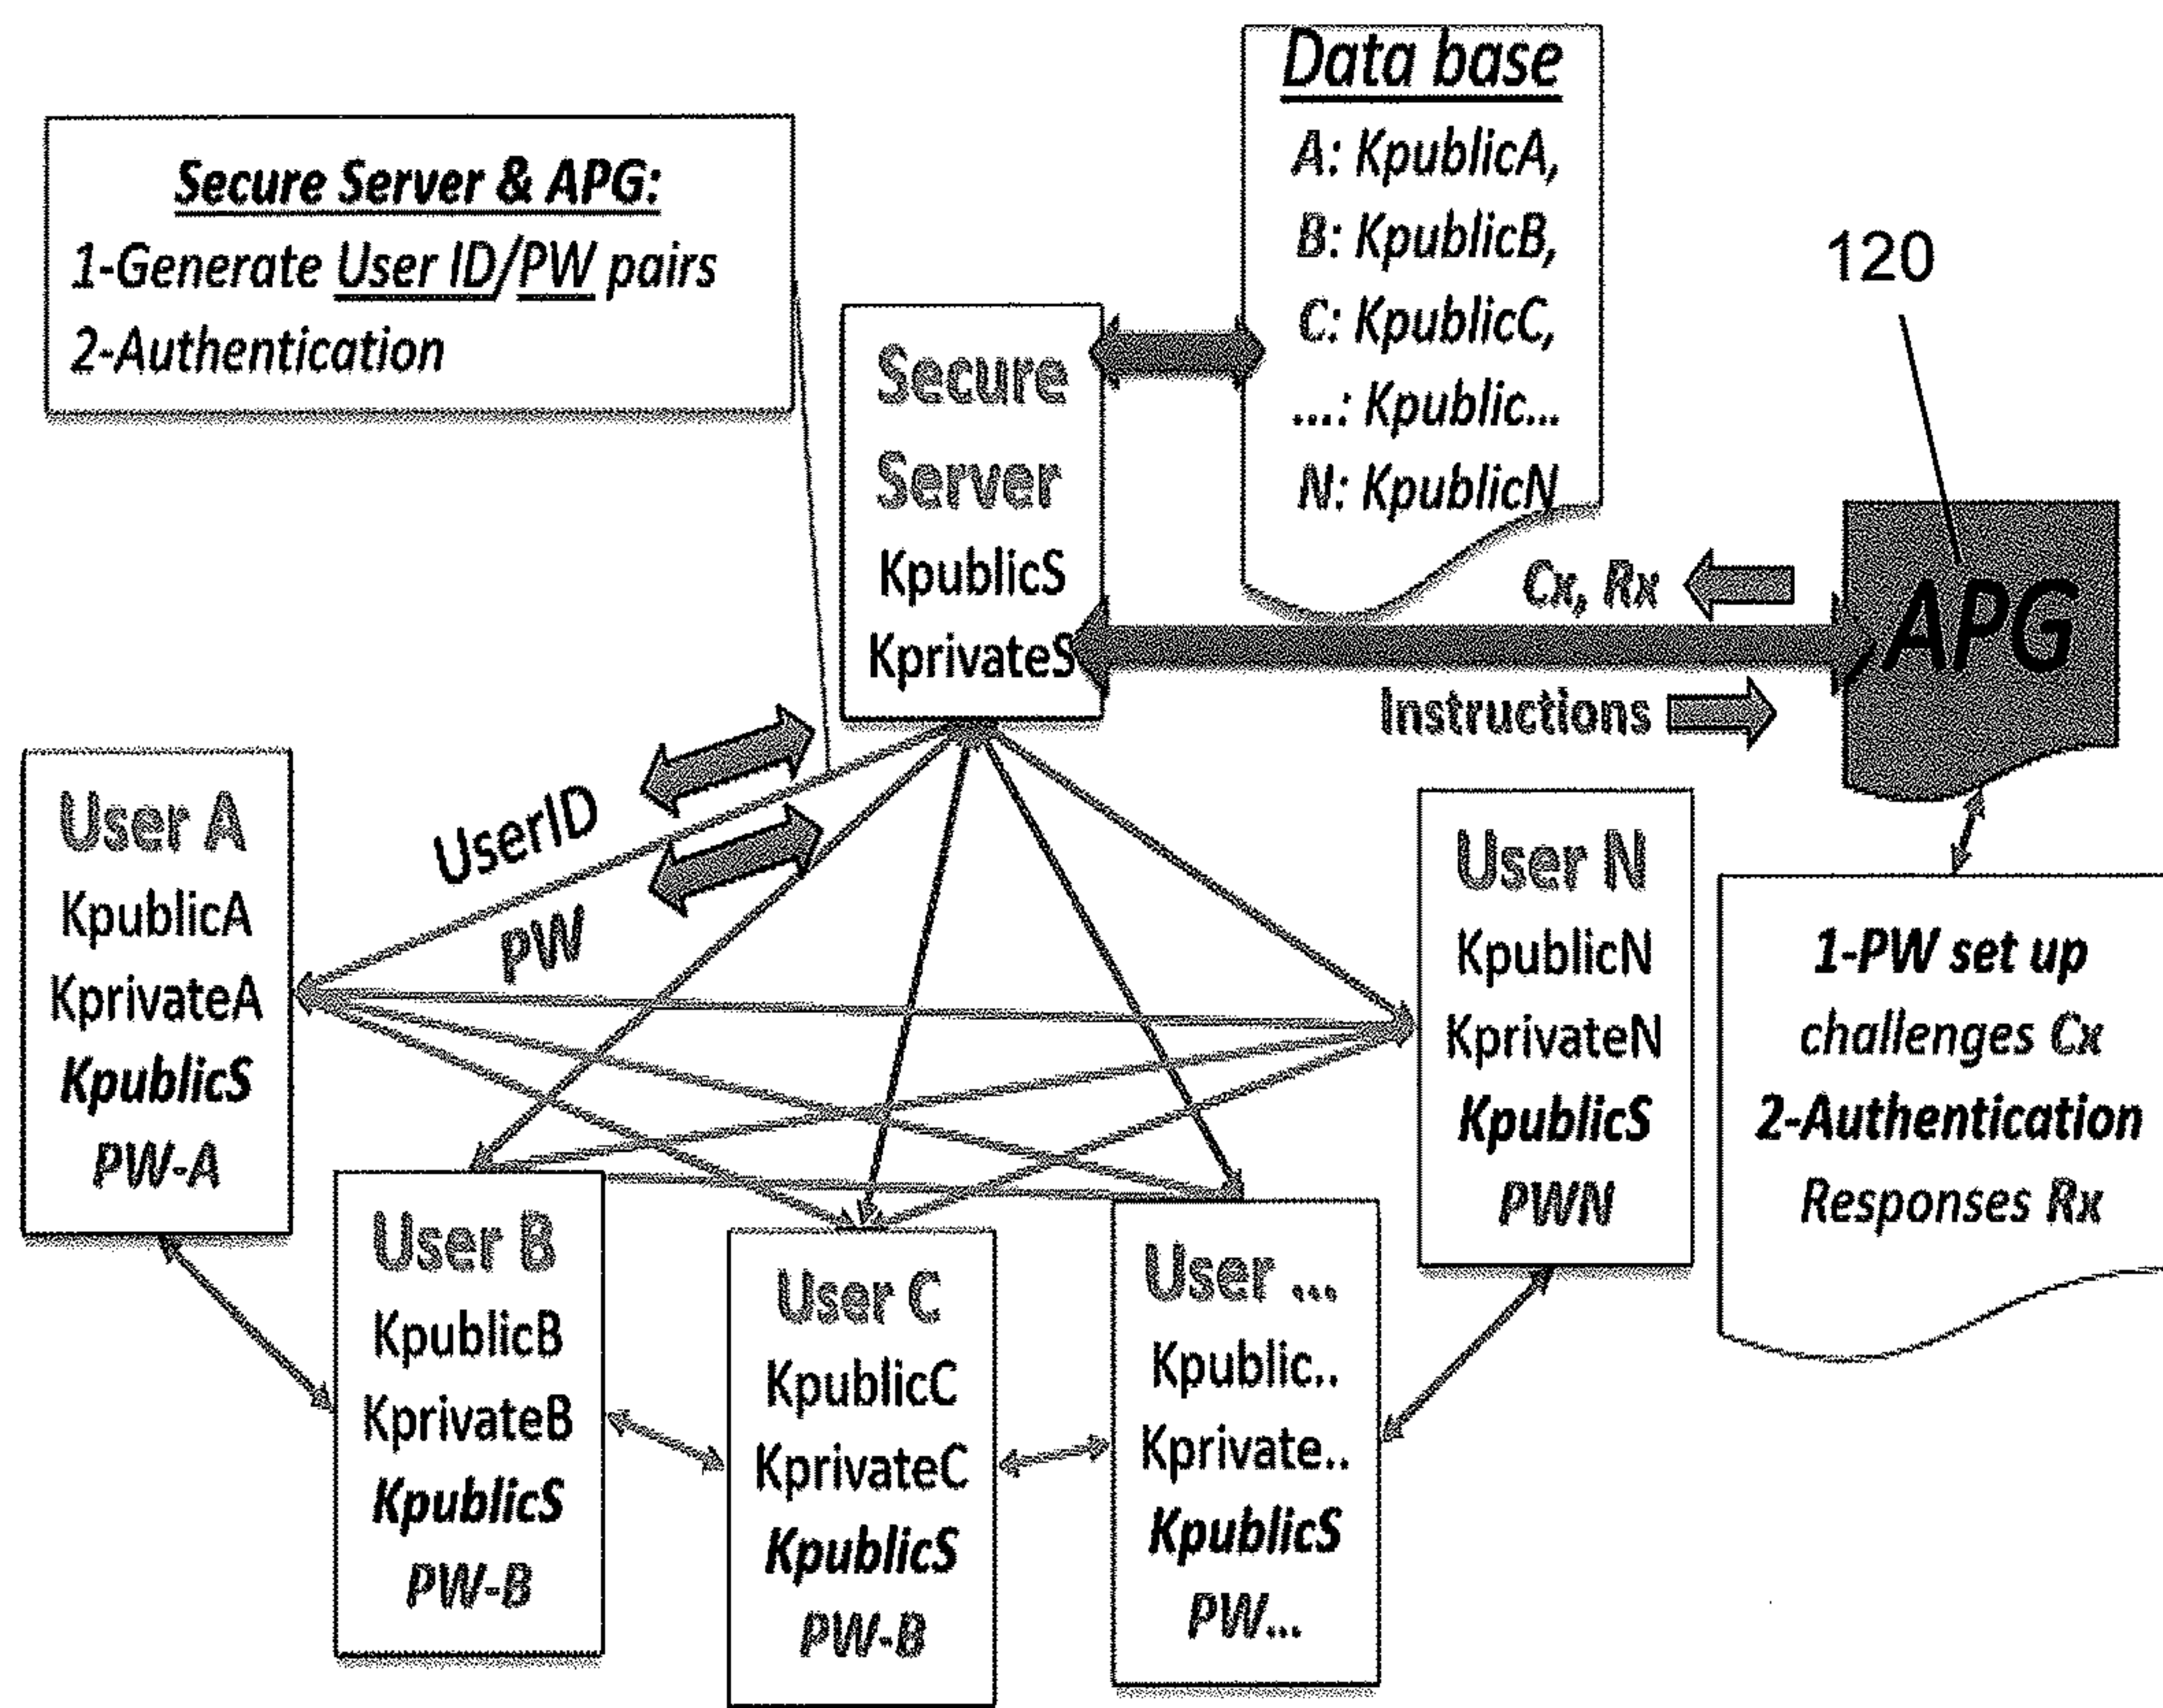 Secure Server & APG:
1-Generate User ID/PW pairs
2-Authentication
Data base
A: KpublicA,
B: KpublicB,
C: KpublicC,
...: Kpublic...
N: KpublicN
120
Secure
Server
KpublicS
KprivateS
Cx, Rx
Instructions
APG
UserID
PW
User A
KpublicA
KprivateA
KpublicS
PW-A
User B
KpublicB
KprivateB
KpublicS
PW-B
User C
KpublicC
KprivateC
KpublicS
PW-B
User ...
Kpublic..
Kprivate..
KpublicS
PW...
User N
KpublicN
KprivateN
KpublicS
PWN
1-PW set up
challenges Cx
2-Authentication
Responses Rx